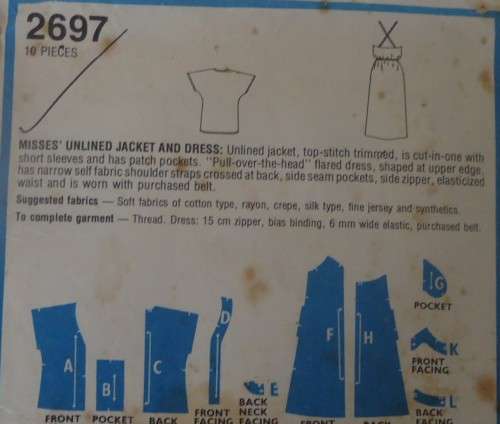 2697
10 PIECES
MISSES' UNLINED JACKET AND DRESS: Unlined jacket, top-stitch trimmed, is cut-in-one with
short sleeves and has patch pockets. "Pull-over-the-head" flared dress, shaped at upper edge,
has narrow self fabric shoulder straps crossed at back, side seam pockets, side zipper, elasticized
waist and is worn with purchased belt.
Suggested fabrics — Soft fabrics of cotton type, rayon, crepe, silk type, fine jersey and synthetics.
To complete garment — Thread. Dress: 15 cm zipper, bias binding, 6 mm wide elastic, purchased belt.
A
B
C
D
E
F
H
G
POCKET
K
FRONT
FACING
L
FRONT
POCKET
BACK
FRONT
FACING
BACK
NECK
FACING
FRONT
BACK
BACK
FACING